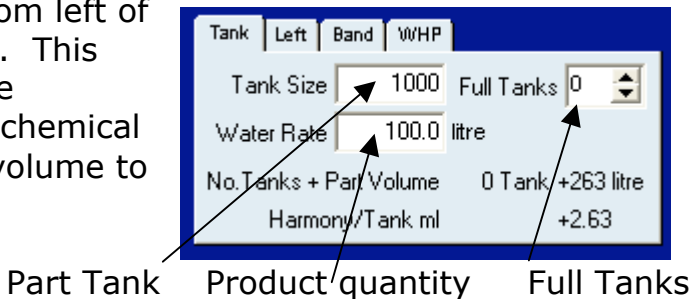 om left of
. This
e
chemical
volume to
Tank Left Band WHP
Tank Size 1000 Full Tanks 0
Water Rate 100.0 litre
No.Tanks + Part Volume 0 Tank +263 litre
Harmony/Tank ml +2.63
Part Tank Product quantity Full Tanks